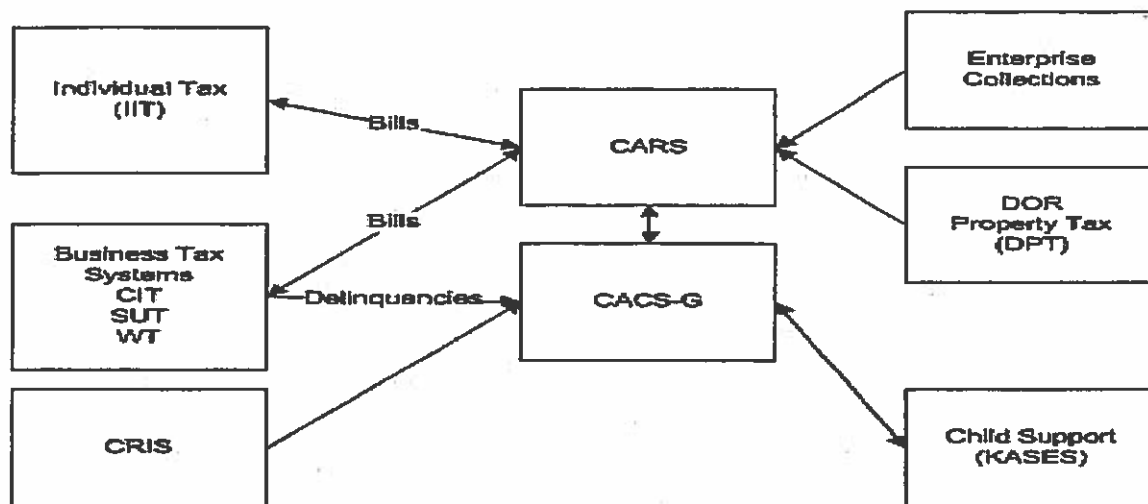 Individual Tax
(IIT)
Bills
CARS
Enterprise
Collections
Bills
DOR
Property Tax
(DPT)
Business Tax
Systems
CIT
SUT
WT
Delinquencies
CACS-G
CRIS
Child Support
(KASES)